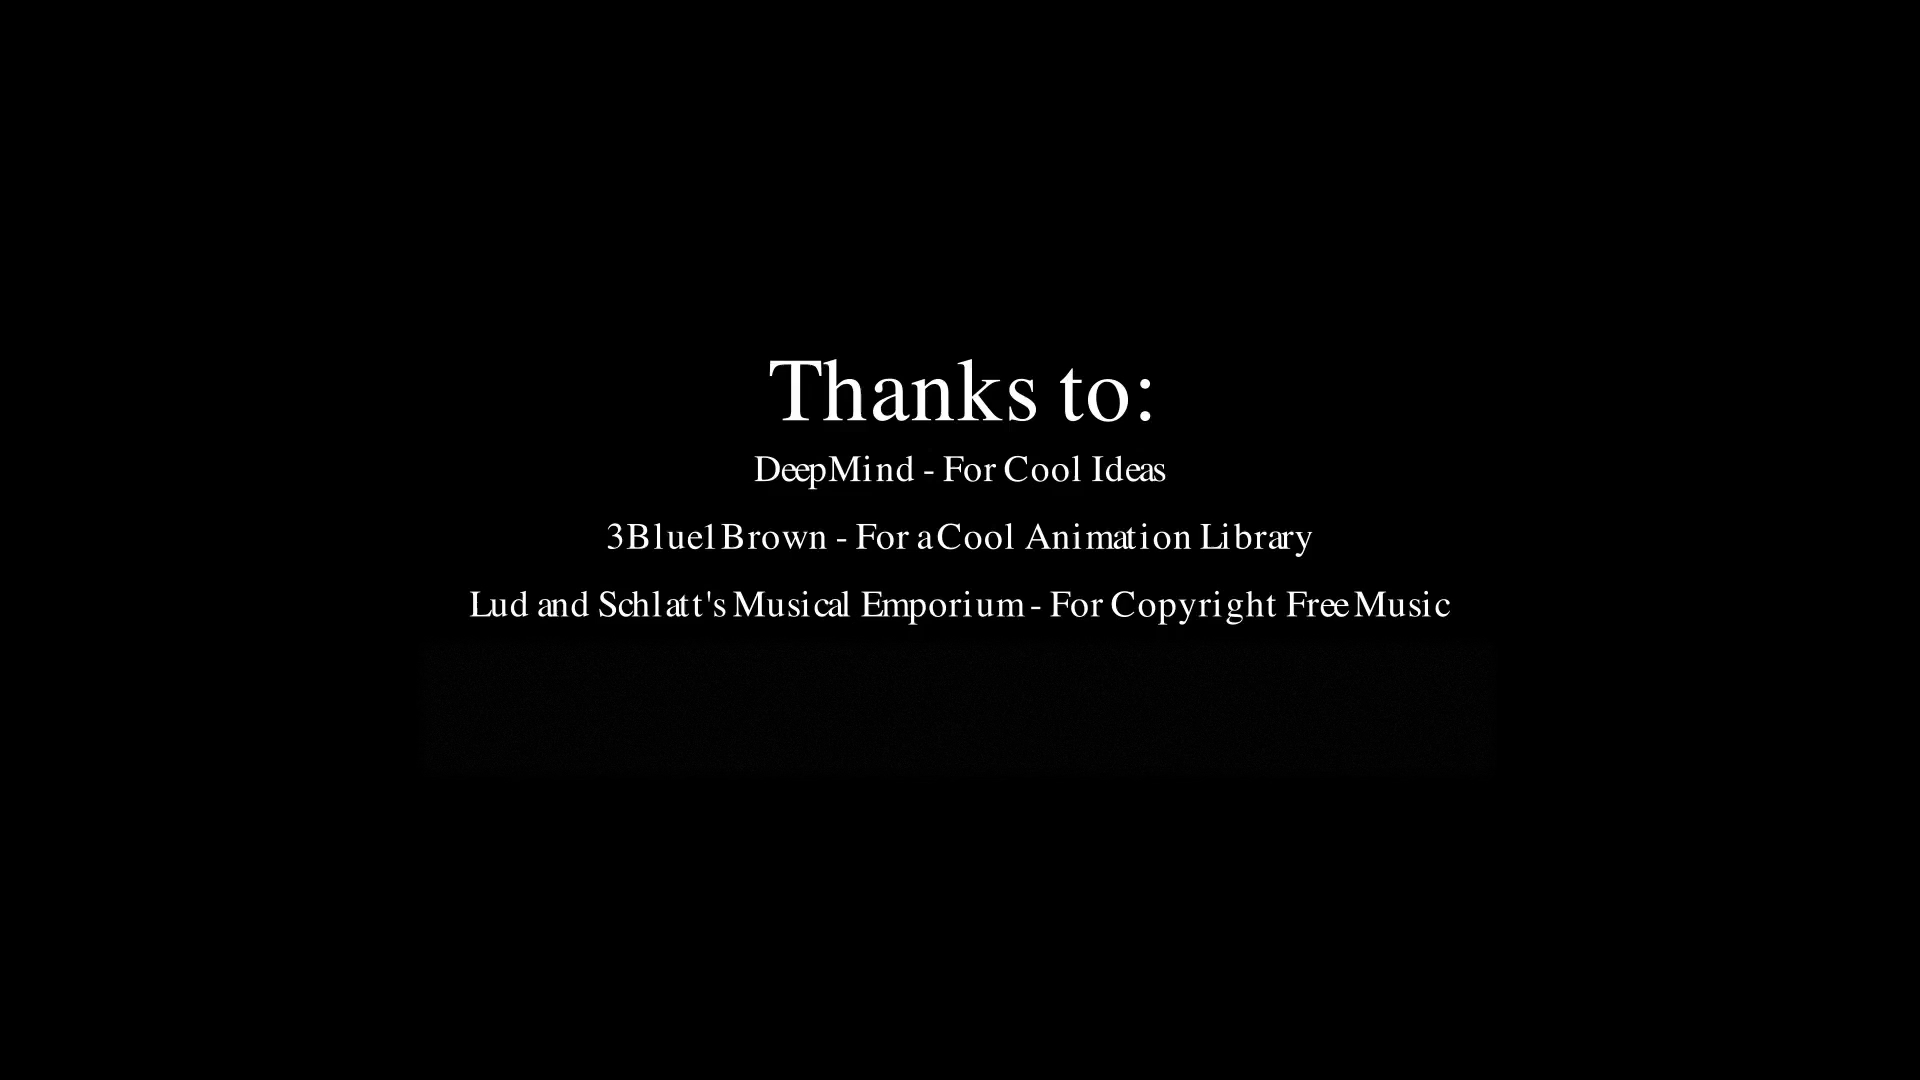 Thanks to:
DeepMind - For Cool Ideas
3Blue1Brown - For a Cool Animation Library
Lud and Schlatt's Musical Emporium - For Copyright Free Music